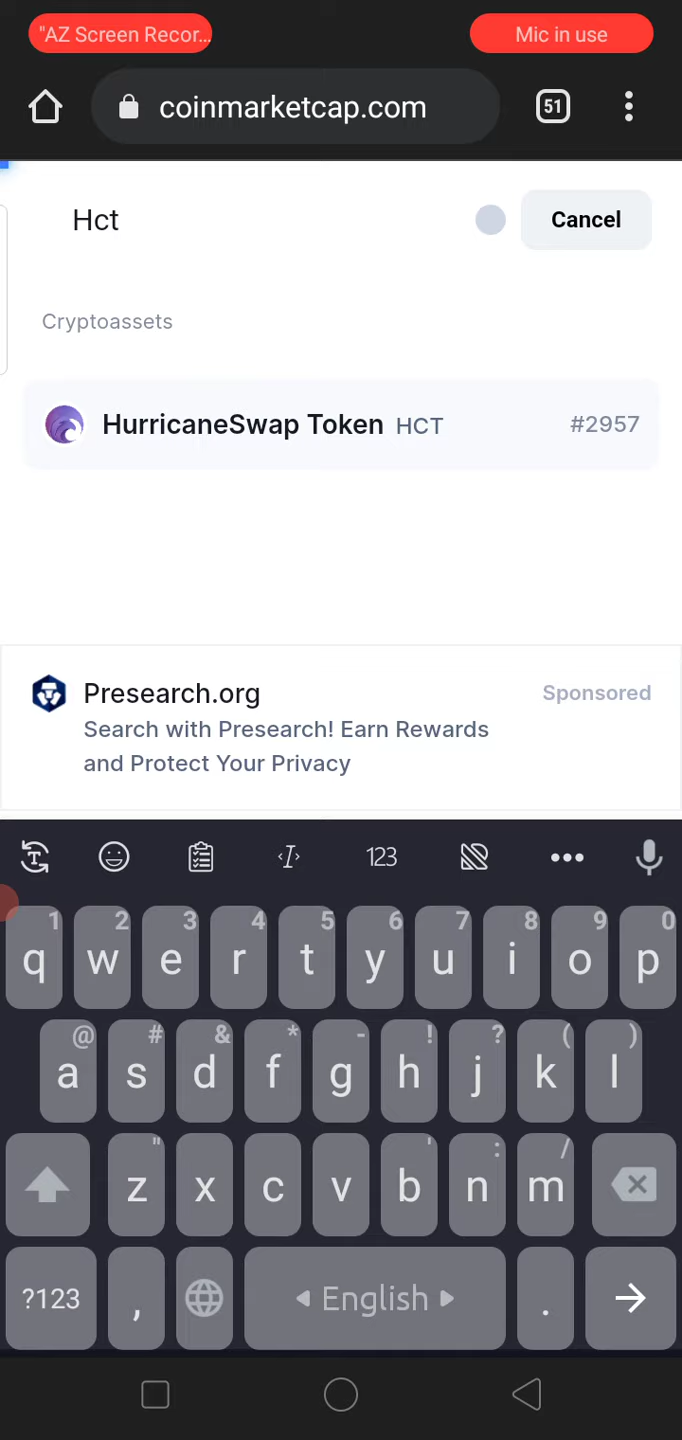 "AZ Screen Recor...
Mic in use
coinmarketcap.com
51
Hct
Cancel
Cryptoassets
HurricaneSwap Token HCT #2957
Presearch.org
Sponsored
Search with Presearch! Earn Rewards
and Protect Your Privacy
123
1 2 3 4 5 6 7 8 9 0
q w e r t y u i o p
@ # & * - ! ? ( )
a s d f g h j k l
" ' : /
z x c v b n m
?123 , English .